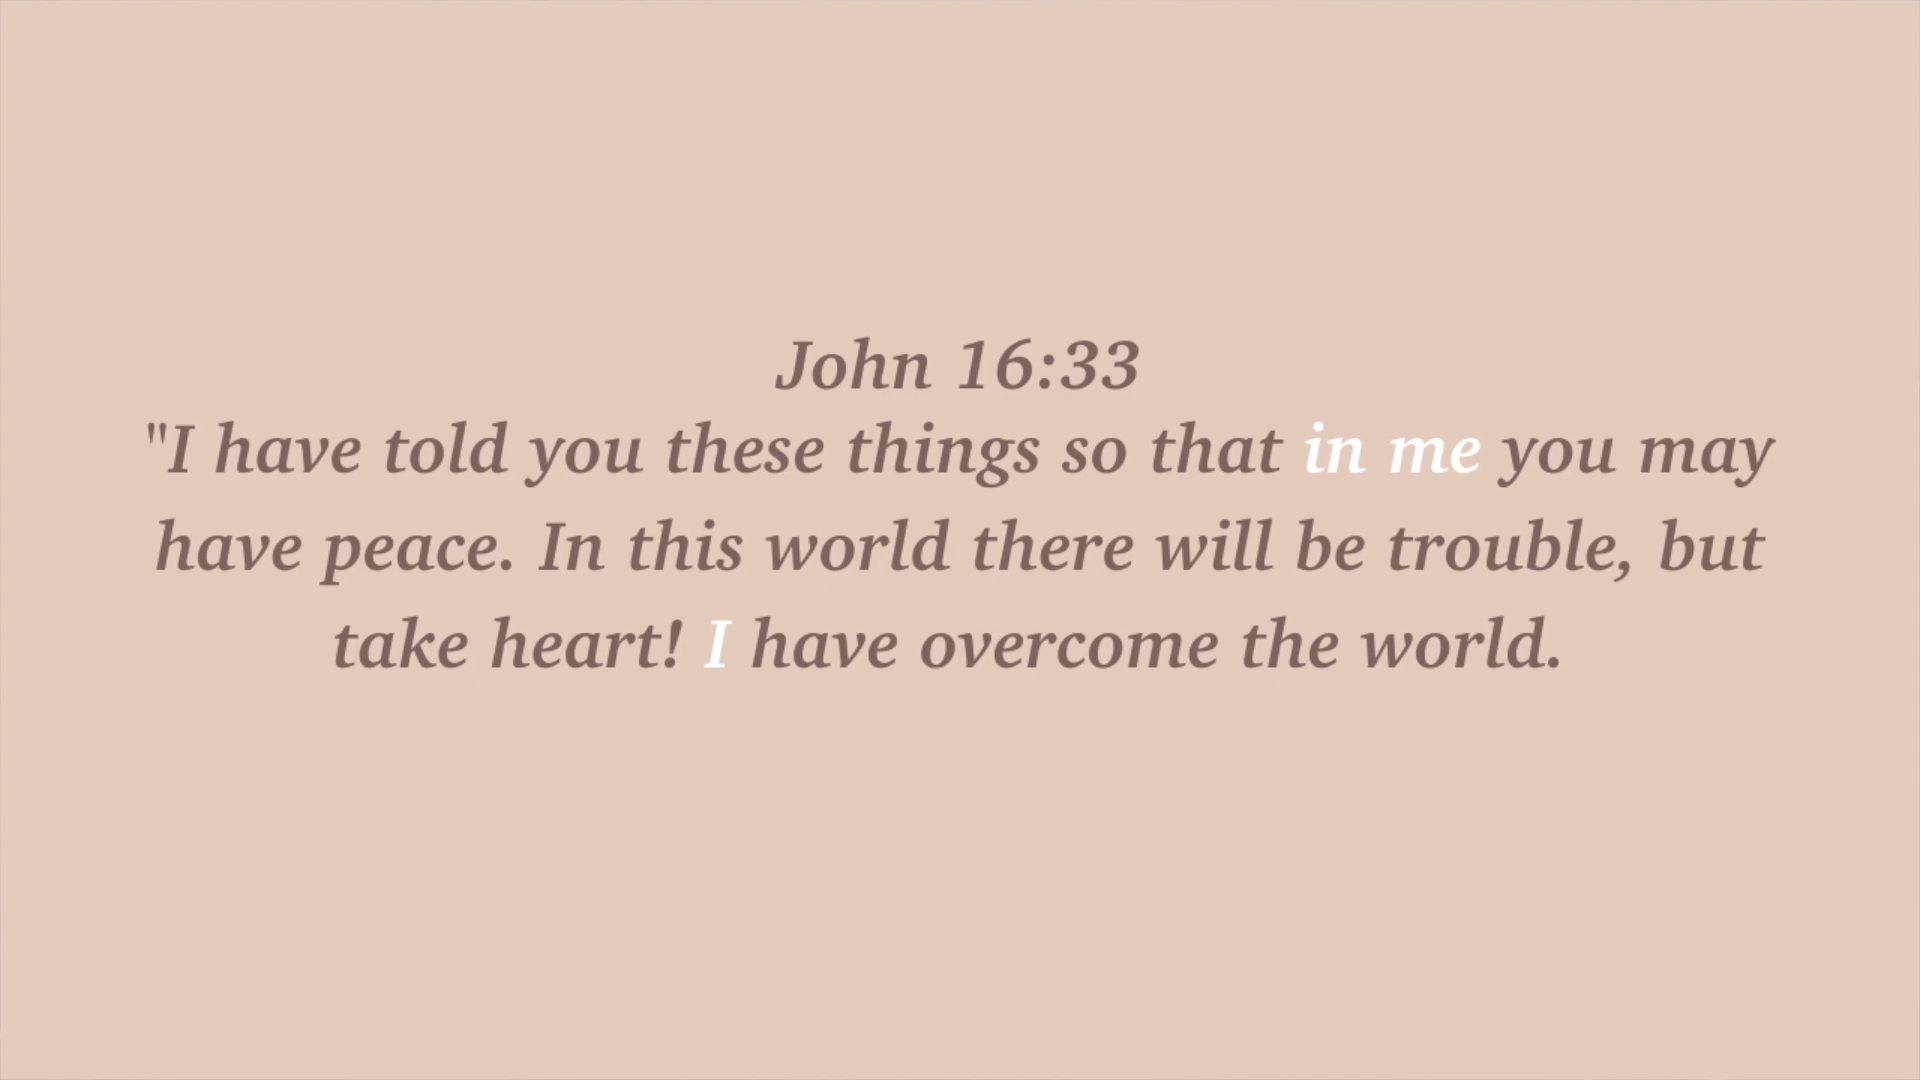 John 16:33
"I have told you these things so that in me you may
have peace. In this world there will be trouble, but
take heart! I have overcome the world.